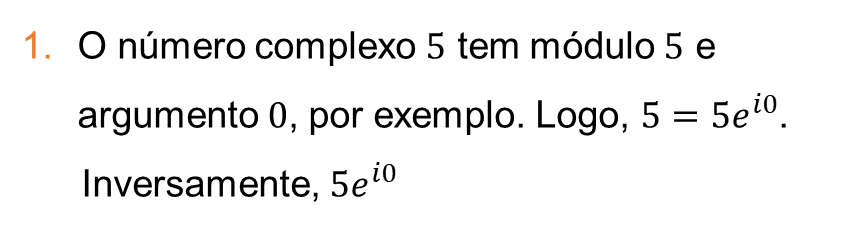 1. O número complexo 5 tem módulo 5 e
argumento 0, por exemplo. Logo, 5 = 5e^{i0}.
Inversamente, 5e^{i0}